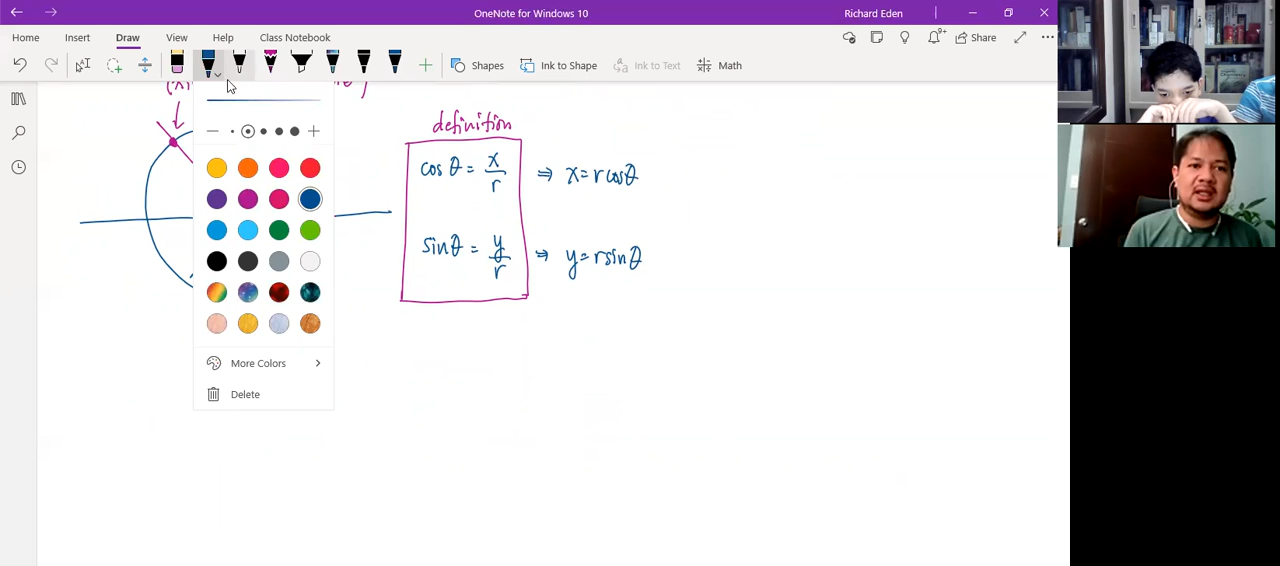 OneNote for Windows 10
Richard Eden
Home Insert Draw View Help Class Notebook
Share
Shapes Ink to Shape Ink to Text Math
definition
cos θ = x/r ⇒ x = r cos θ
sin θ = y/r ⇒ y = r sin θ
More Colors
Delete